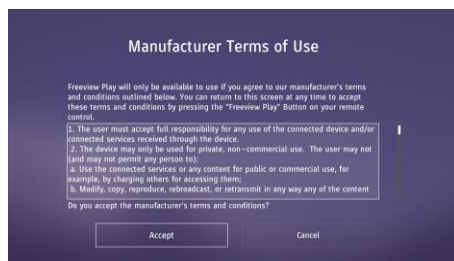 Manufacturer Terms of Use
Freeview Play will only be available to use if you agree to our manufacturer's terms
and conditions outlined below. You can return to this screen at any time to accept
these terms and conditions by pressing the "Freeview Play" Button on your remote
control.
1. The user must accept full responsibility for any use of the connected device and/or
connected services received through the device.
2. The device may only be used for private, non-commercial use. The user may not
(and may not permit any person to):
a. Use the connected services or any content for public or commercial use, for
example, by charging others for accessing them;
b. Modify, copy, reproduce, rebroadcast, or retransmit in any way any of the content
Do you accept the manufacturer's terms and conditions?
Accept
Cancel